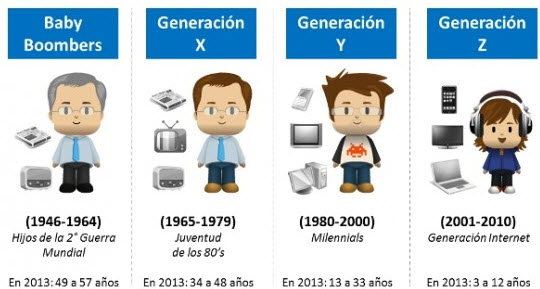 Baby
Boombers
Generación
X
Generación
Y
Generación
Z
(1946-1964)
Hijos de la 2° Guerra
Mundial
(1965-1979)
Juventud
de los 80's
(1980-2000)
Milennials
(2001-2010)
Generación Internet
En 2013: 49 a 57 años
En 2013: 34 a 48 años
En 2013: 13 a 33 años
En 2013: 3 a 12 años